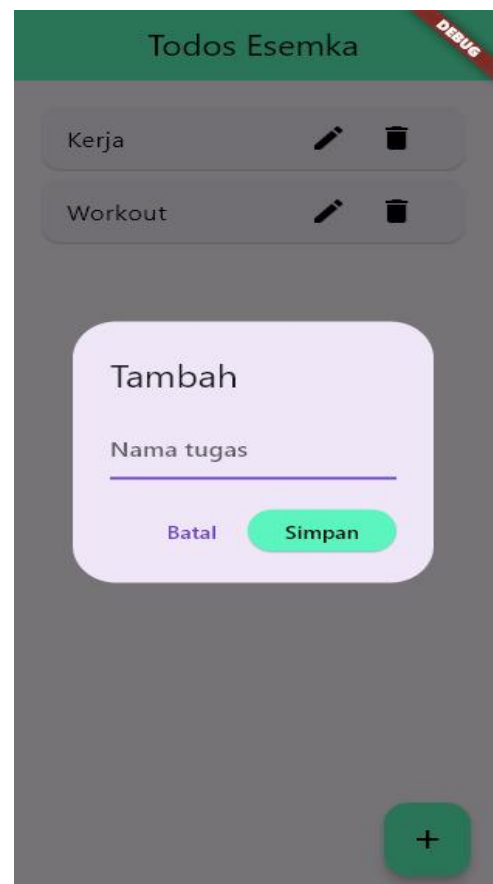 Todos Esemka
DEBUG
Kerja
Workout
Tambah
Nama tugas
Batal
Simpan
+